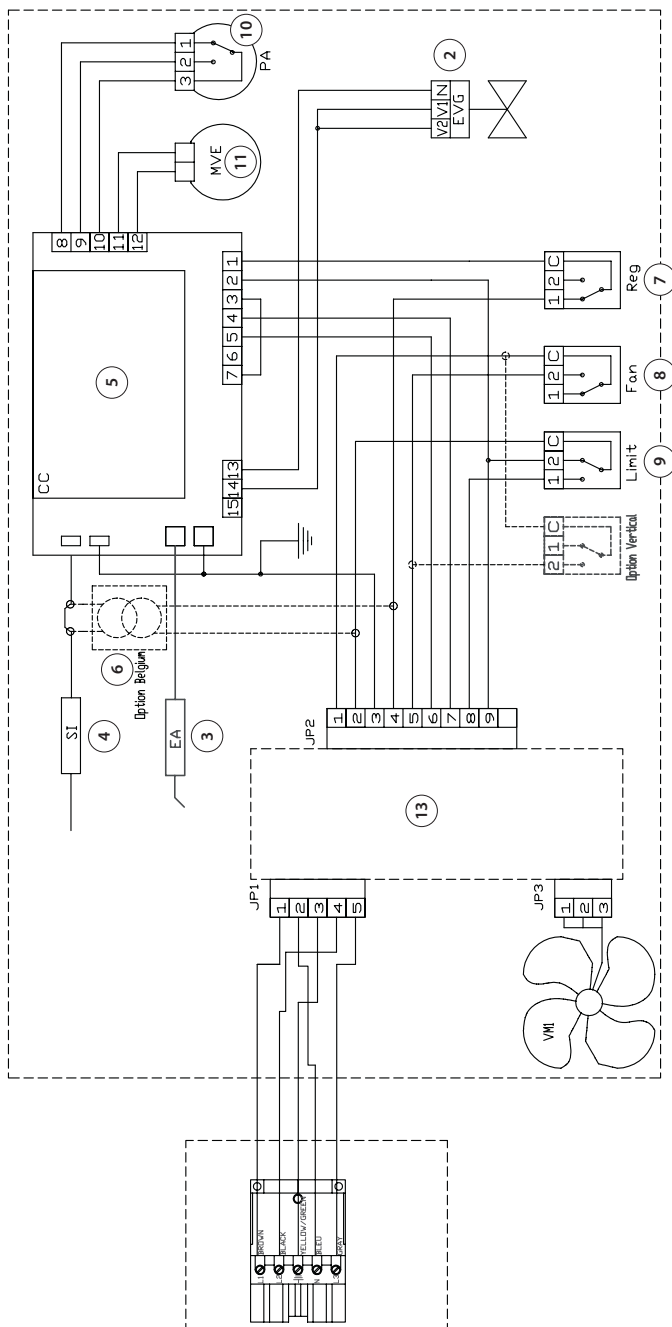 1 2 3
PA
10
MVE
11
V2 V1 N
EVG
2
8 9 10 11 12
CC
5
1 2 3 4 5 6 7
13 14 15
1 2 C
Reg
7
1 2 C
Fan
8
1 2 C
Limit
9
2 1 C
Option Vertical
6
Option Belgium
SI
4
EA
3
JP2
1 2 3 4 5 6 7 8 9
13
JP1
1 2 3 4 5
JP3
1 2 3
VM1
BROWN
BLACK
YELLOW/GREEN
BLEU
GRAY
L1
L2
N
L3